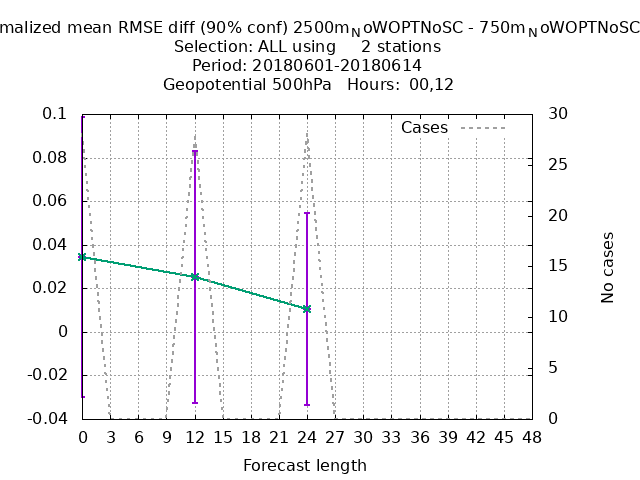 malized mean RMSE diff (90% conf) 2500mNoWOPTNoSC - 750mNoWOPTNoSC
Selection: ALL using 2 stations
Period: 20180601-20180614
Geopotential 500hPa Hours: 00,12
Cases
0.1
0.08
0.06
0.04
0.02
0
-0.02
-0.04
30
25
20
15
10
5
0
No cases
0 3 6 9 12 15 18 21 24 27 30 33 36 39 42 45 48
Forecast length